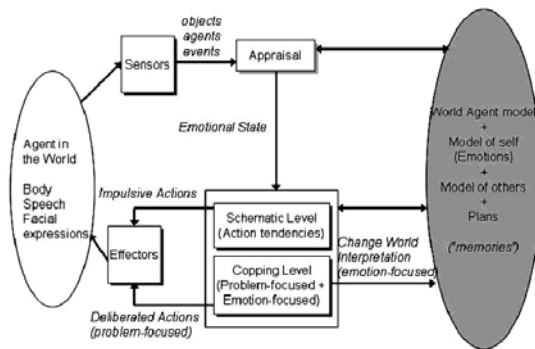 objects
agents
events
Sensors
Appraisal
Agent in
the World
Body
Speech
Facial
expressions
Emotional State
World Agent model
+
Model of self
(Emotions)
+
Model of others
+
Plans
("memories")
Impulsive Actions
Schematic Level
(Action tendencies)
Effectors
Change World
Interpretation
(emotion-focused)
Copping Level
(Problem-focused +
Emotion-focused)
Deliberated Actions
(problem-focused)